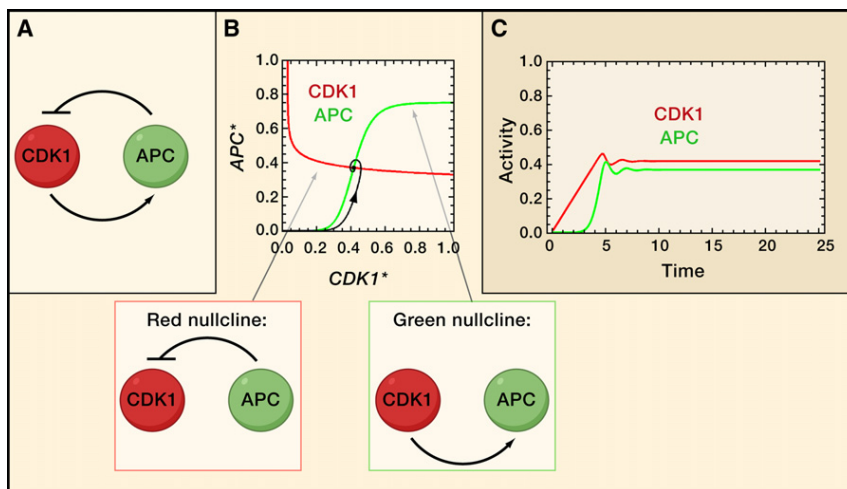 A
CDK1
APC
B
1.0
0.8
0.6
0.4
0.2
0.0
APC*
CDK1
APC
0.0 0.2 0.4 0.6 0.8 1.0
CDK1*
C
1.0
0.8
0.6
0.4
0.2
0.0
Activity
CDK1
APC
0 5 10 15 20 25
Time
Red nullcline:
CDK1
APC
Green nullcline:
CDK1
APC